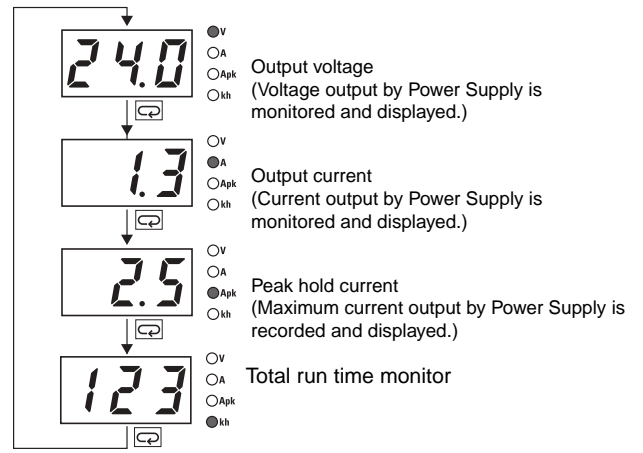 24.0
V
A
Apk
kh
Output voltage
(Voltage output by Power Supply is
monitored and displayed.)
1.3
V
A
Apk
kh
Output current
(Current output by Power Supply is
monitored and displayed.)
2.5
V
A
Apk
kh
Peak hold current
(Maximum current output by Power Supply is
recorded and displayed.)
123
V
A
Apk
kh
Total run time monitor